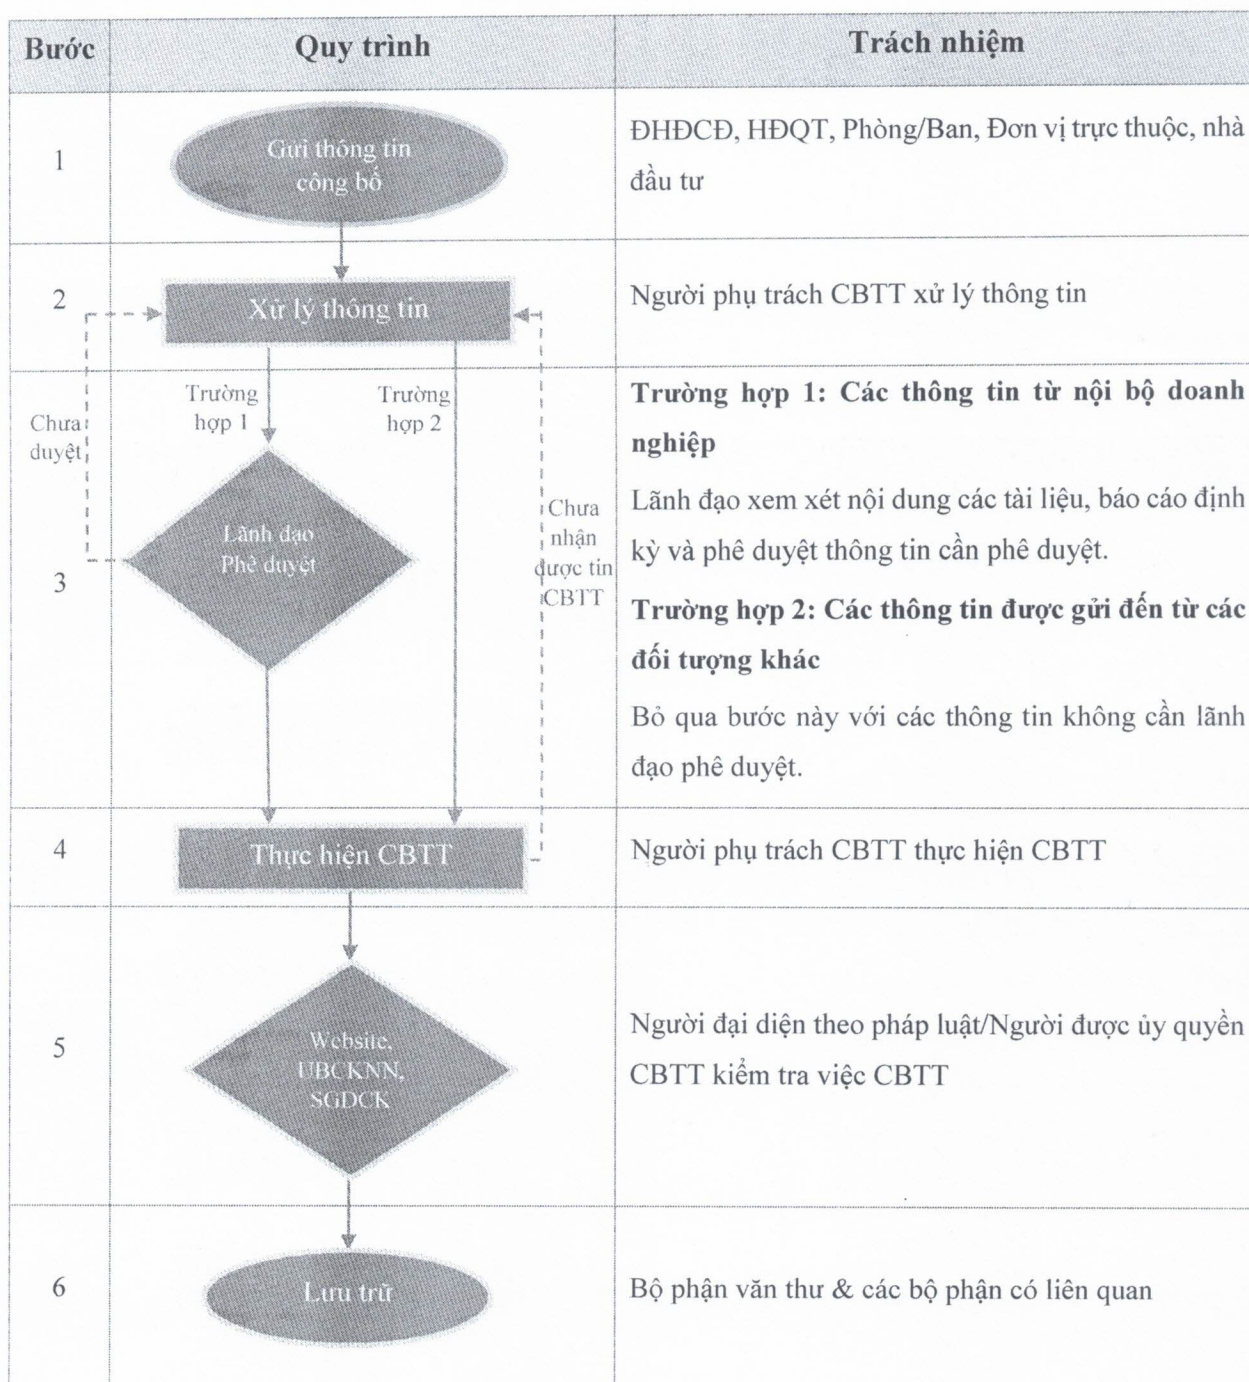 Bước Quy trình Trách nhiệm
1
Gửi thông tin
công bố
ĐHĐCĐ, HĐQT, Phòng/Ban, Đơn vị trực thuộc, nhà
đầu tư
2
Xử lý thông tin
Người phụ trách CBTT xử lý thông tin
3
Chưa
duyệt
Trường
hợp 1
Trường
hợp 2
Lãnh đạo
Phê duyệt
Chưa
nhận
được tin
CBTT
Trường hợp 1: Các thông tin từ nội bộ doanh
nghiệp
Lãnh đạo xem xét nội dung các tài liệu, báo cáo định
kỳ và phê duyệt thông tin cần phê duyệt.
Trường hợp 2: Các thông tin được gửi đến từ các
đối tượng khác
Bỏ qua bước này với các thông tin không cần lãnh
đạo phê duyệt.
4
Thực hiện CBTT
Người phụ trách CBTT thực hiện CBTT
5
Website,
UBCKNN,
SGDCK
Người đại diện theo pháp luật/Người được ủy quyền
CBTT kiểm tra việc CBTT
6
Lưu trữ
Bộ phận văn thư & các bộ phận có liên quan